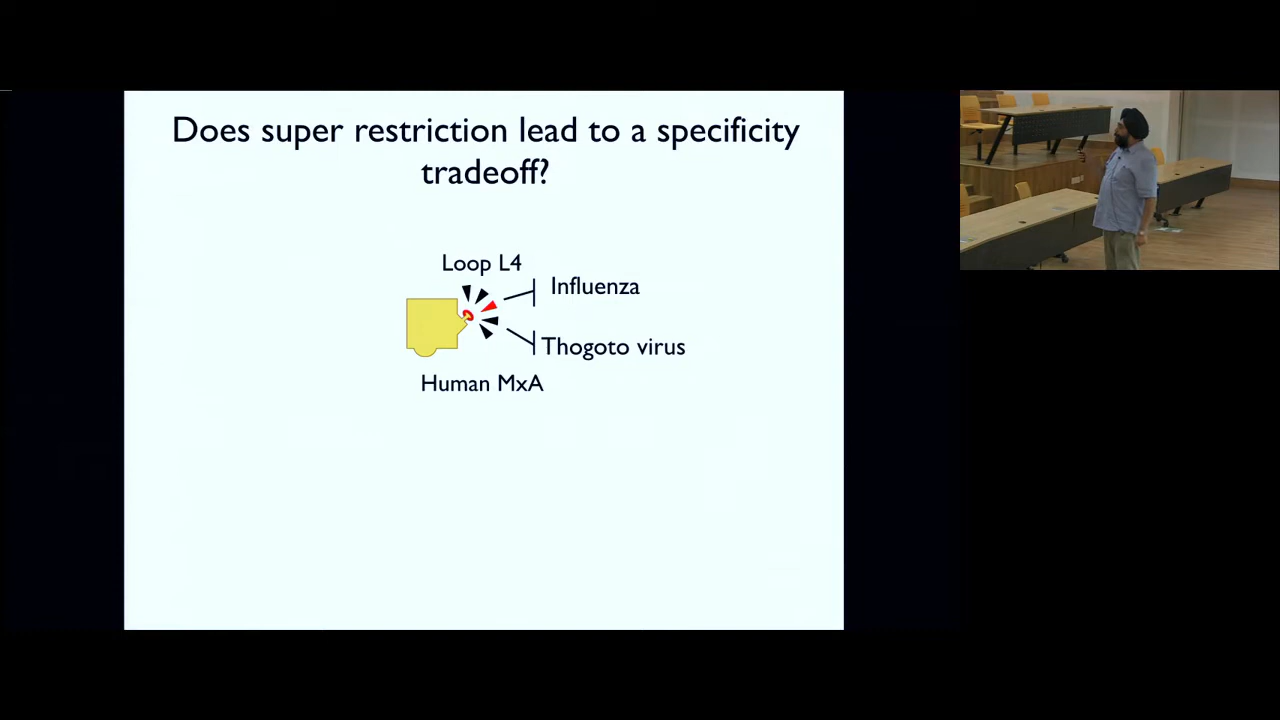 Does super restriction lead to a specificity
tradeoff?
Loop L4
Influenza
Thogoto virus
Human MxA